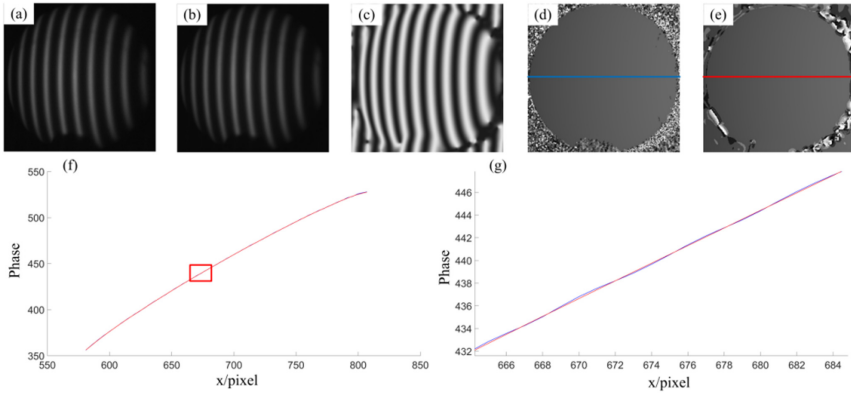 (a)
(b)
(c)
(d)
(e)
(f)
(g)
550
500
450
400
350
Phase
550
600
650
700
750
800
850
x/pixel
446
444
442
440
438
436
434
432
Phase
666
668
670
672
674
676
678
680
682
684
x/pixel